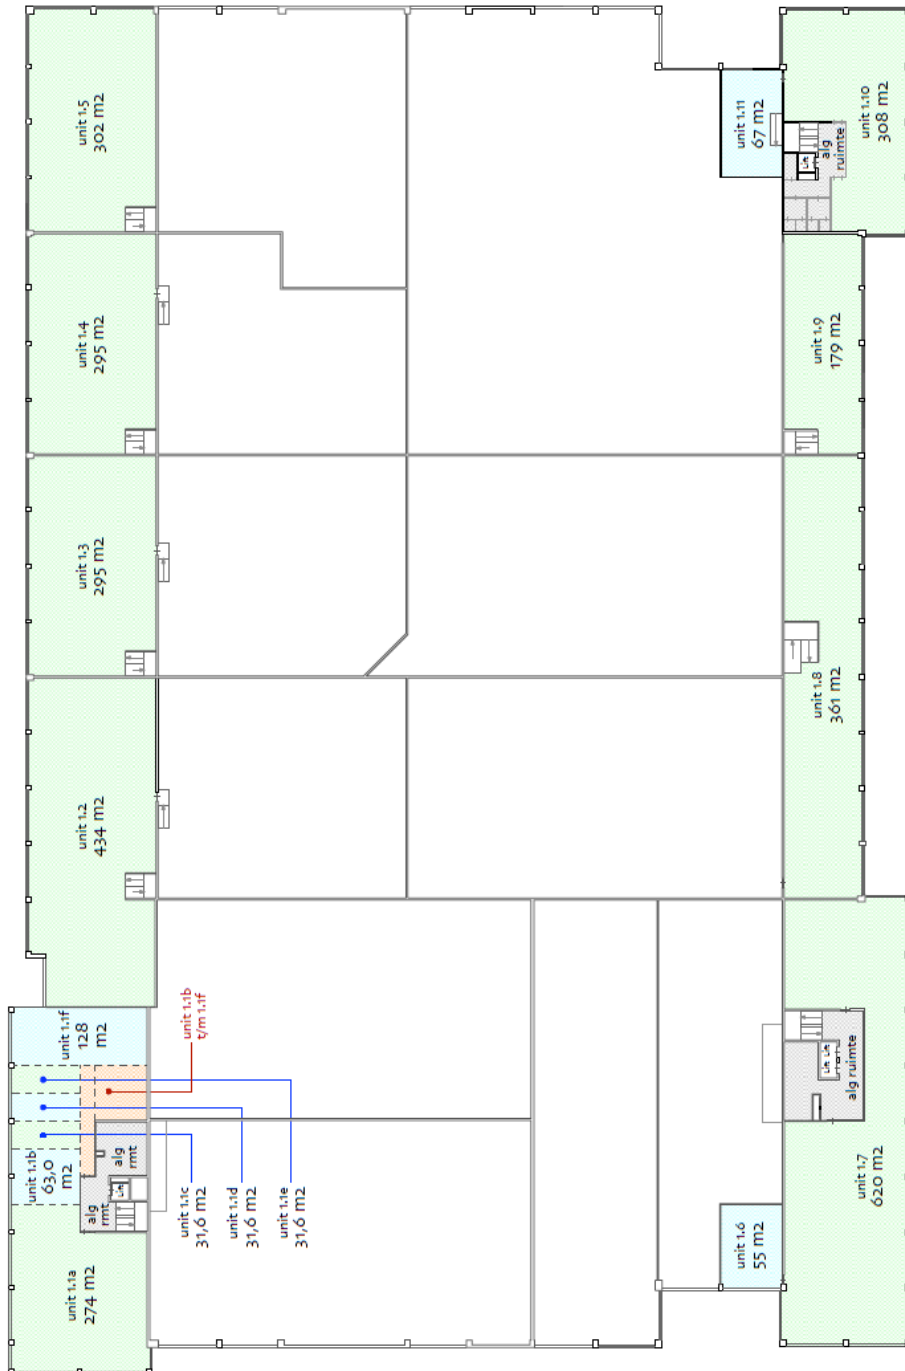 unit 1.5
302 m2
unit 1.4
295 m2
unit 1.3
295 m2
unit 1.2
434 m2
unit 1.1f
128
m2
unit 1.1b
t/m 1.1f
unit 1.1b
63,0
m2
alg
rmt
alg
rmt
Lift
unit 1.1a
274 m2
unit 1.1c
31,6 m2
unit 1.1d
31,6 m2
unit 1.1e
31,6 m2
unit 1.11
67 m2
unit 1.10
308 m2
Lift
alg
ruimte
unit 1.9
179 m2
unit 1.8
361 m2
Lift
Lift
alg ruimte
unit 1.7
620 m2
unit 1.6
55 m2